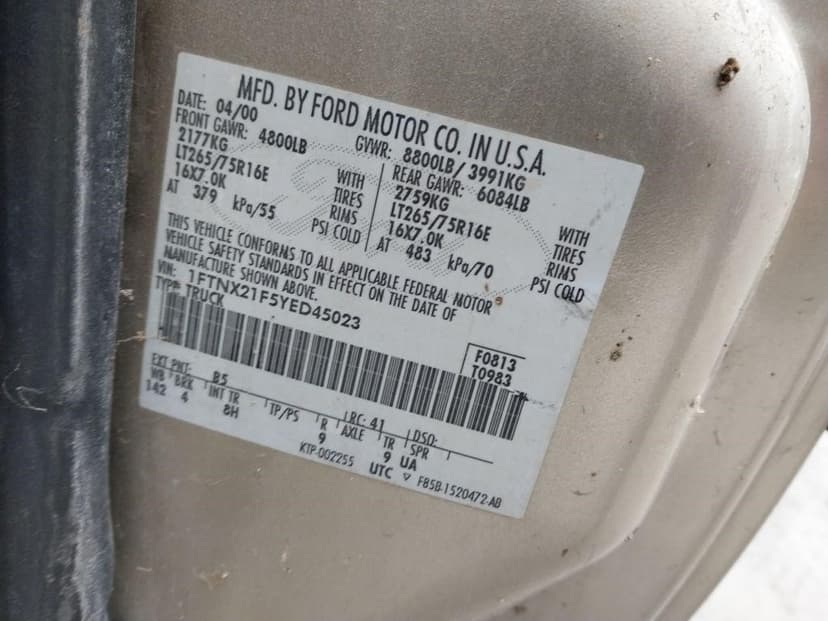 MFD. BY FORD MOTOR CO. IN U.S.A.
DATE: 04/00 GVWR: 8800LB/ 3991KG
FRONT GAWR: 4800LB REAR GAWR: 6084LB
2177KG WITH 2759KG WITH
LT265/75R16E TIRES LT265/75R16E TIRES
16X7.0K RIMS 16X7.0K RIMS
AT 379 kPa/55 PSI COLD AT 483 kPa/70 PSI COLD
THIS VEHICLE CONFORMS TO ALL APPLICABLE FEDERAL MOTOR
VEHICLE SAFETY STANDARDS IN EFFECT ON THE DATE OF
MANUFACTURE SHOWN ABOVE.
VIN: 1FTNX21F5YED45023
TYPE: TRUCK
F0813
T0983
EXT PNT: B5 RC: 41 DSO:
WB BRK INT TR TP/PS R AXLE TR SPR
142 4 8H 9 9 UA
KTP-002255 UTC ▽ F85B-1520472-AB